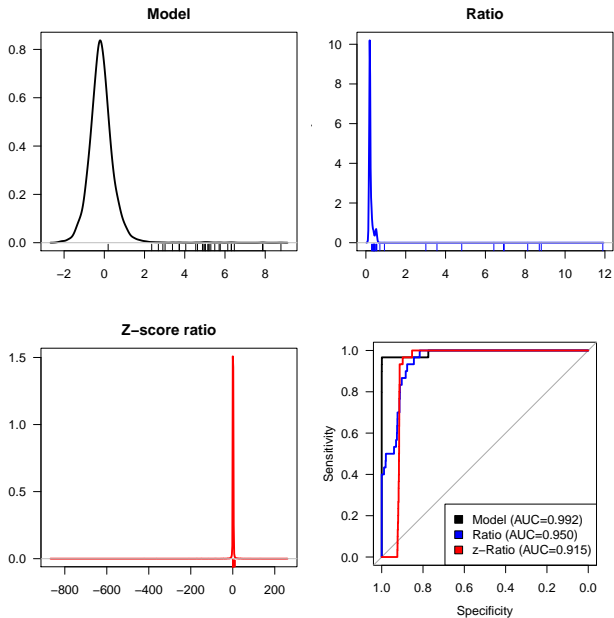 Model
0.8
0.6
0.4
0.2
0.0
−2 0 2 4 6 8
Ratio
10
8
6
4
2
0
0 2 4 6 8 10 12
Z−score ratio
1.5
1.0
0.5
0.0
−800 −600 −400 −200 0 200
1.0
0.8
0.6
0.4
0.2
0.0
Sensitivity
Model (AUC=0.992)
Ratio (AUC=0.950)
z−Ratio (AUC=0.915)
1.0 0.8 0.6 0.4 0.2 0.0
Specificity